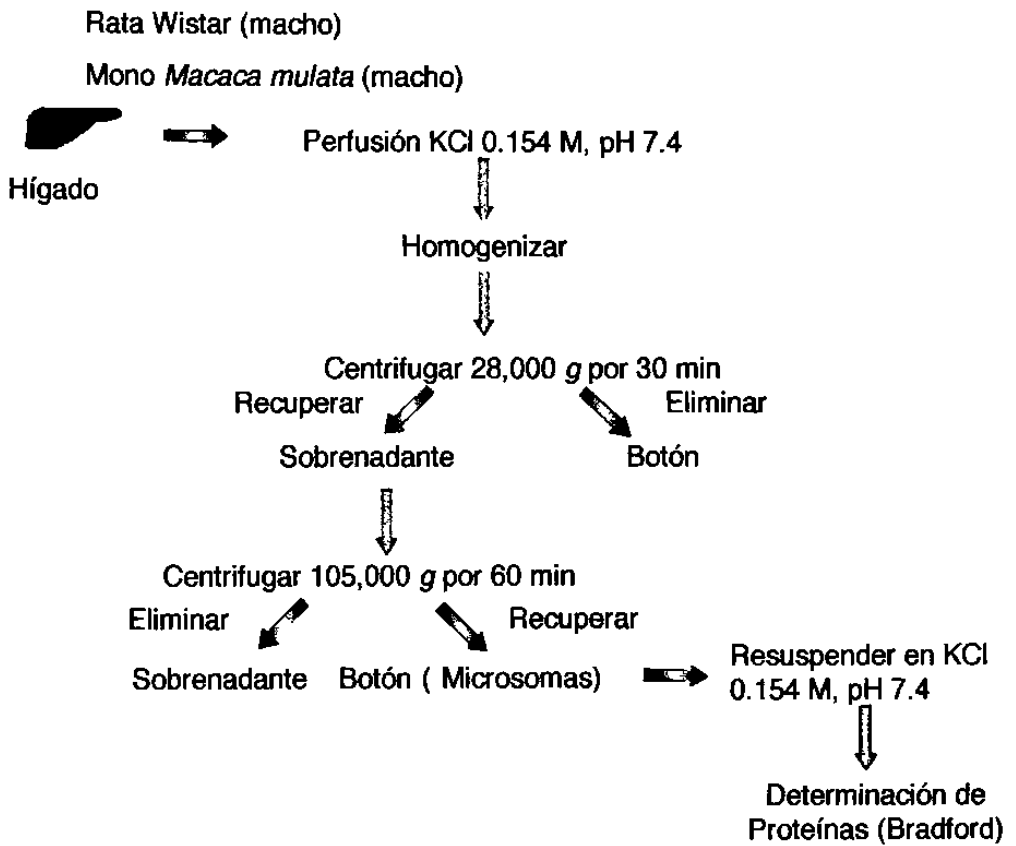 Rata Wistar (macho)
Mono Macaca mulata (macho)
Hígado
Perfusión KCl 0.154 M, pH 7.4
Homogenizar
Centrifugar 28,000 g por 30 min
Recuperar
Eliminar
Sobrenadante
Botón
Centrifugar 105,000 g por 60 min
Eliminar
Recuperar
Sobrenadante
Botón ( Microsomas)
Resuspender en KCl
0.154 M, pH 7.4
Determinación de
Proteínas (Bradford)